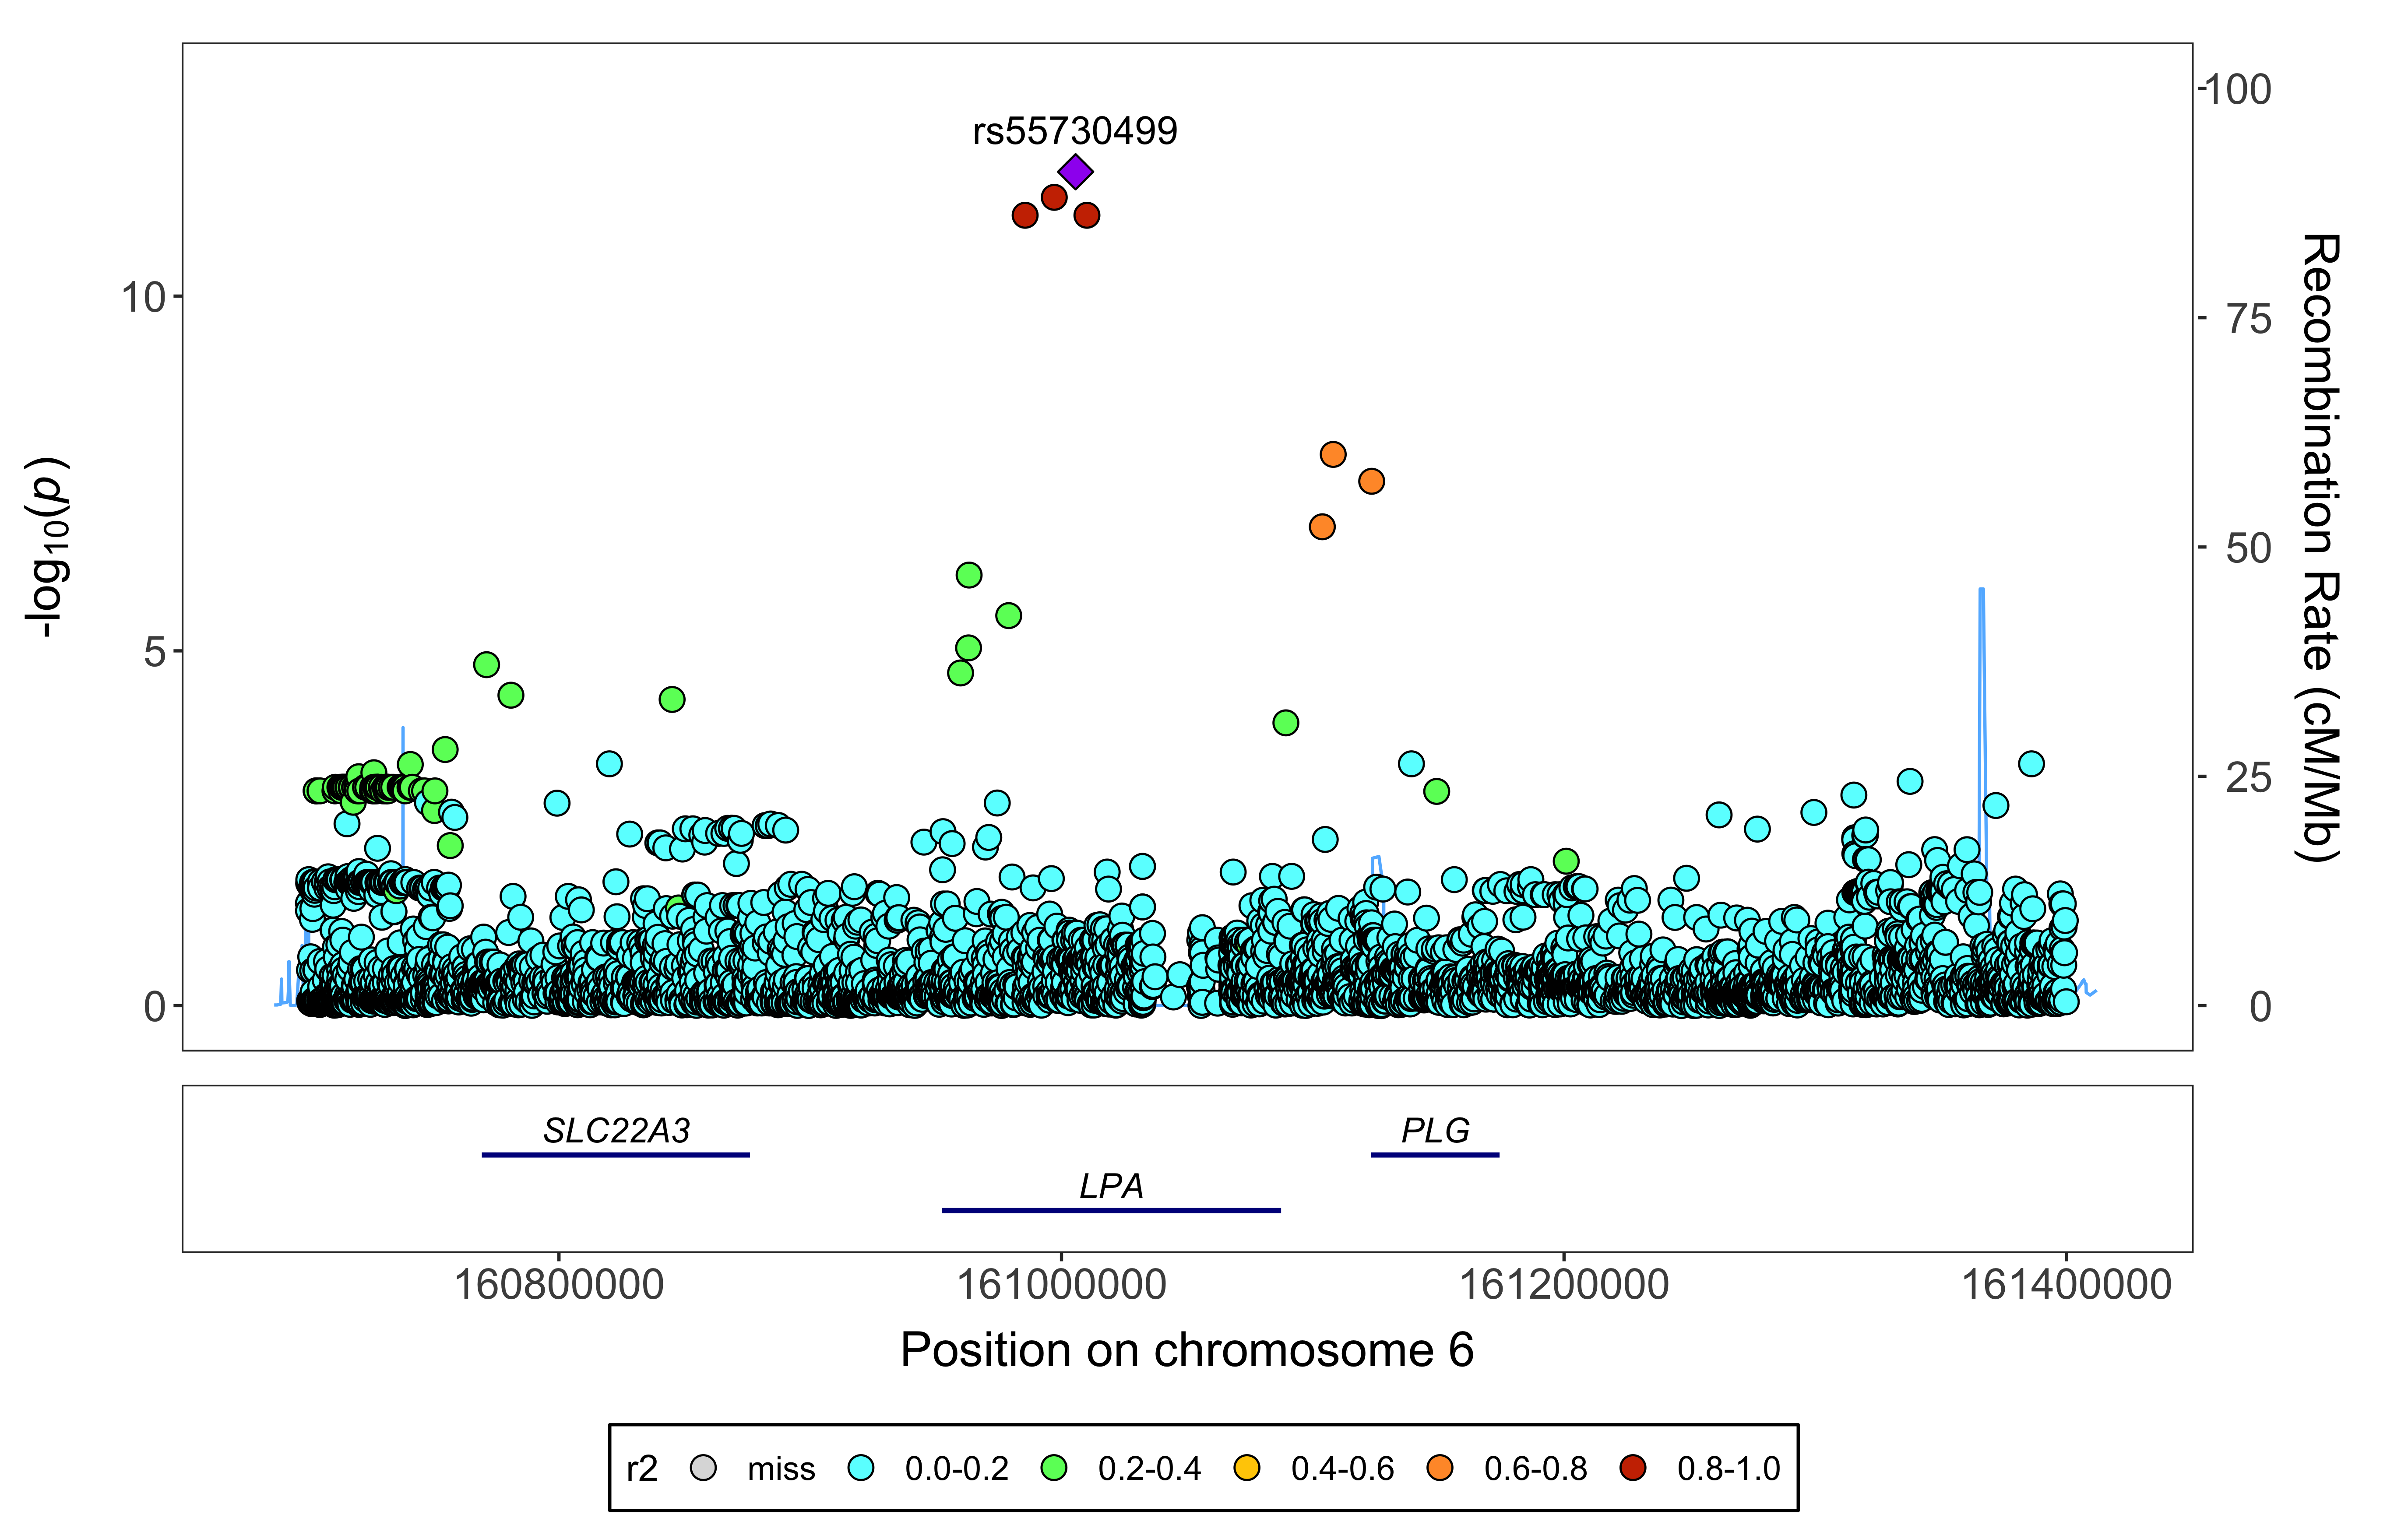 rs55730499
-log10(p)
10
5
0
100
75
50
25
0
Recombination Rate (cM/Mb)
SLC22A3
PLG
LPA
160800000 161000000 161200000 161400000
Position on chromosome 6
r2 miss 0.0-0.2 0.2-0.4 0.4-0.6 0.6-0.8 0.8-1.0